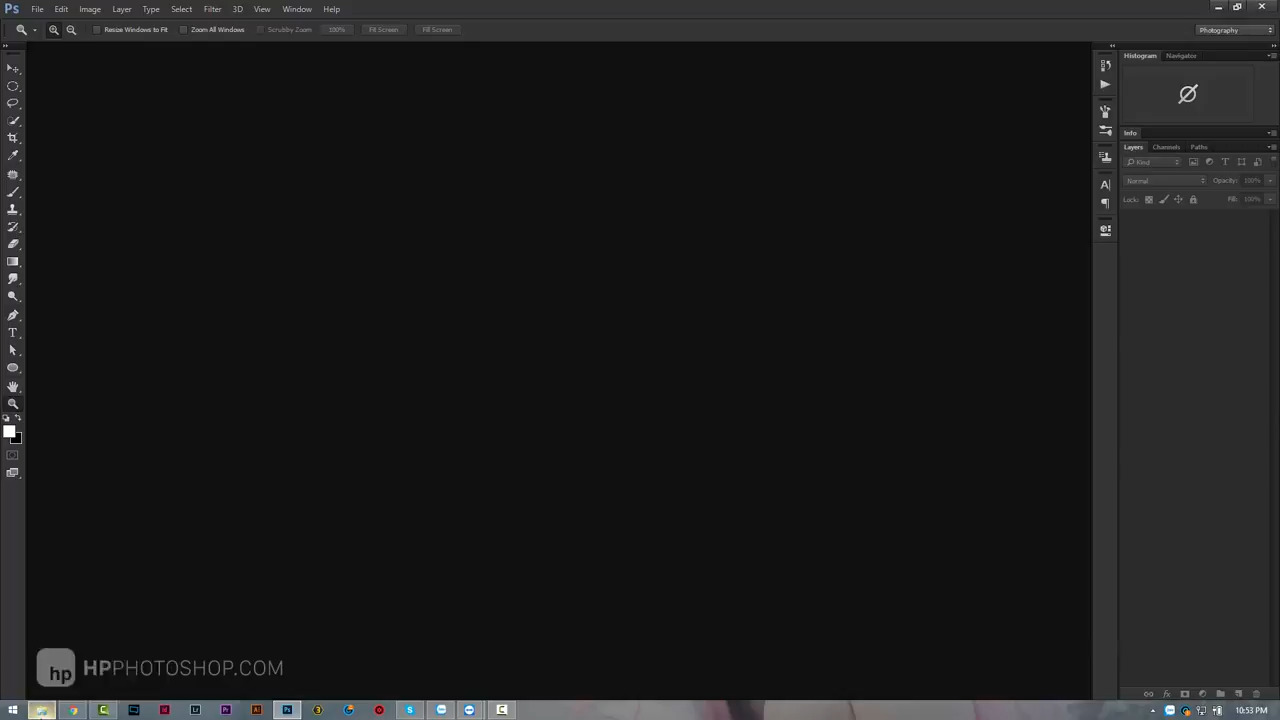 Ps File Edit Image Layer Type Select Filter 3D View Window Help
Resize Windows to Fit Zoom All Windows Scrubby Zoom 100% Fit Screen Fill Screen Photography
Histogram Navigator
Info
Layers Channels Paths
Kind
Normal Opacity: 100%
Lock: Fill: 100%
hp HPPHOTOSHOP.COM
10:53 PM